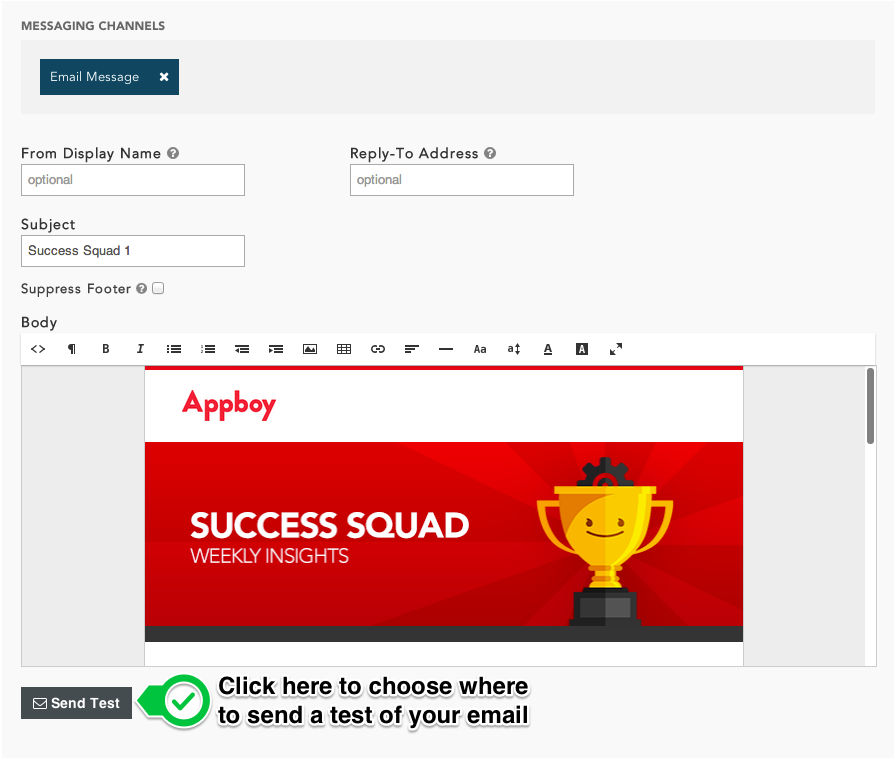 MESSAGING CHANNELS
Email Message ×
From Display Name ?
Reply-To Address ?
optional
optional
Subject
Success Squad 1
Suppress Footer ?
Body
<> ¶ B I Aa a A A
Appboy
SUCCESS SQUAD
WEEKLY INSIGHTS
Send Test
Click here to choose where
to send a test of your email